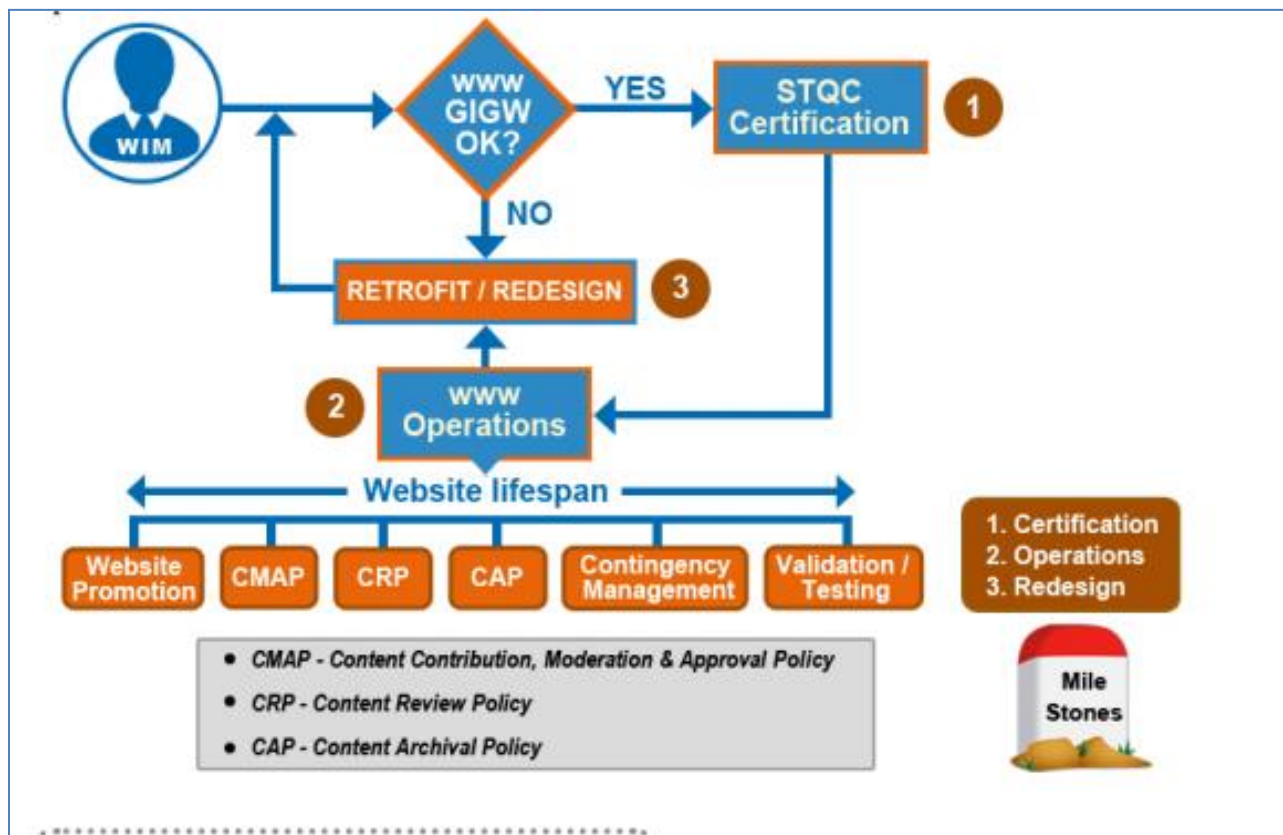 WIM
www
GIGW
OK?
YES
STQC
Certification
1
NO
RETROFIT / REDESIGN
3
2
www
Operations
Website lifespan
Website
Promotion
CMAP
CRP
CAP
Contingency
Management
Validation /
Testing
1. Certification
2. Operations
3. Redesign
• CMAP - Content Contribution, Moderation & Approval Policy
• CRP - Content Review Policy
• CAP - Content Archival Policy
Mile
Stones